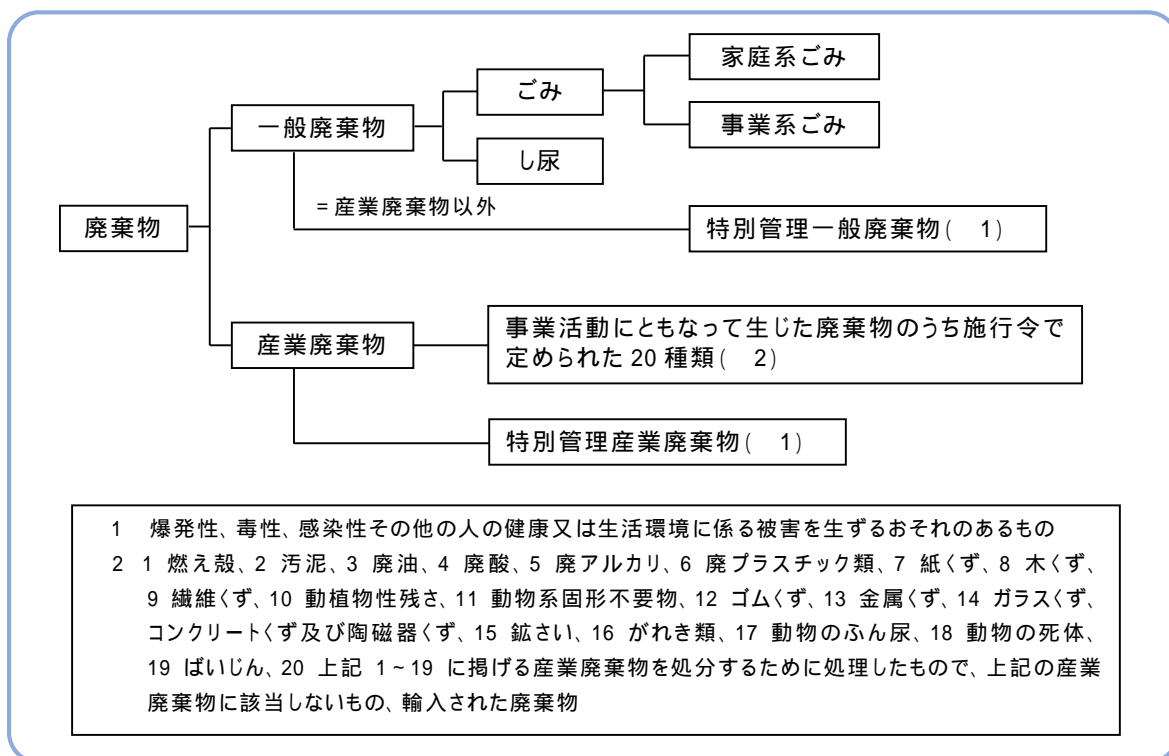 家庭系ごみ
ごみ
事業系ごみ
一般廃棄物
し尿
=産業廃棄物以外
廃棄物
特別管理一般廃棄物( 1)
事業活動にともなって生じた廃棄物のうち施行令で
定められた 20 種類( 2)
産業廃棄物
特別管理産業廃棄物( 1)
1 爆発性、毒性、感染性その他の人の健康又は生活環境に係る被害を生ずるおそれのあるもの
2 1 燃え殻、2 汚泥、3 廃油、4 廃酸、5 廃アルカリ、6 廃プラスチック類、7 紙くず、8 木くず、
9 繊維くず、10 動植物性残さ、11 動物系固形不要物、12 ゴムくず、13 金属くず、14 ガラスくず、
コンクリートくず及び陶磁器くず、15 鉱さい、16 がれき類、17 動物のふん尿、18 動物の死体、
19 ばいじん、20 上記 1~19 に掲げる産業廃棄物を処分するために処理したもので、上記の産業
廃棄物に該当しないもの、輸入された廃棄物